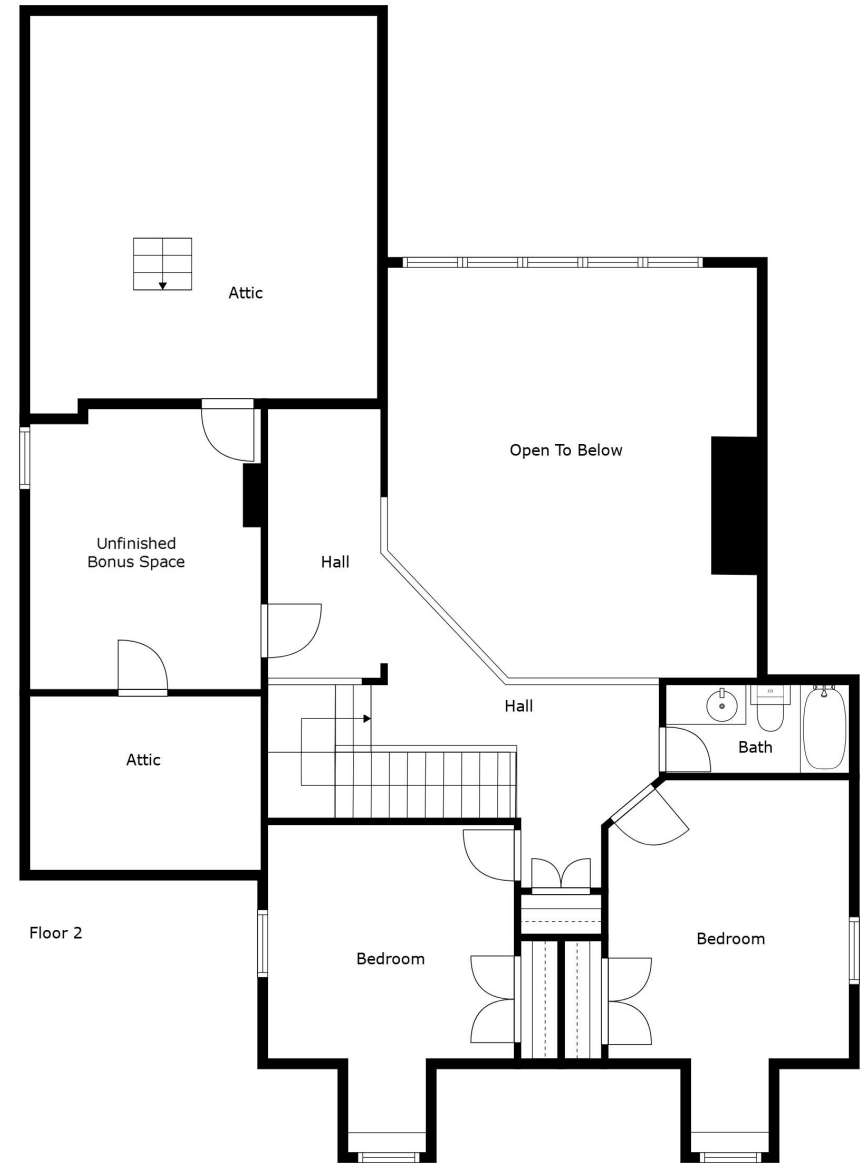 Attic
Open To Below
Unfinished
Bonus Space
Hall
Hall
Bath
Attic
Floor 2
Bedroom
Bedroom